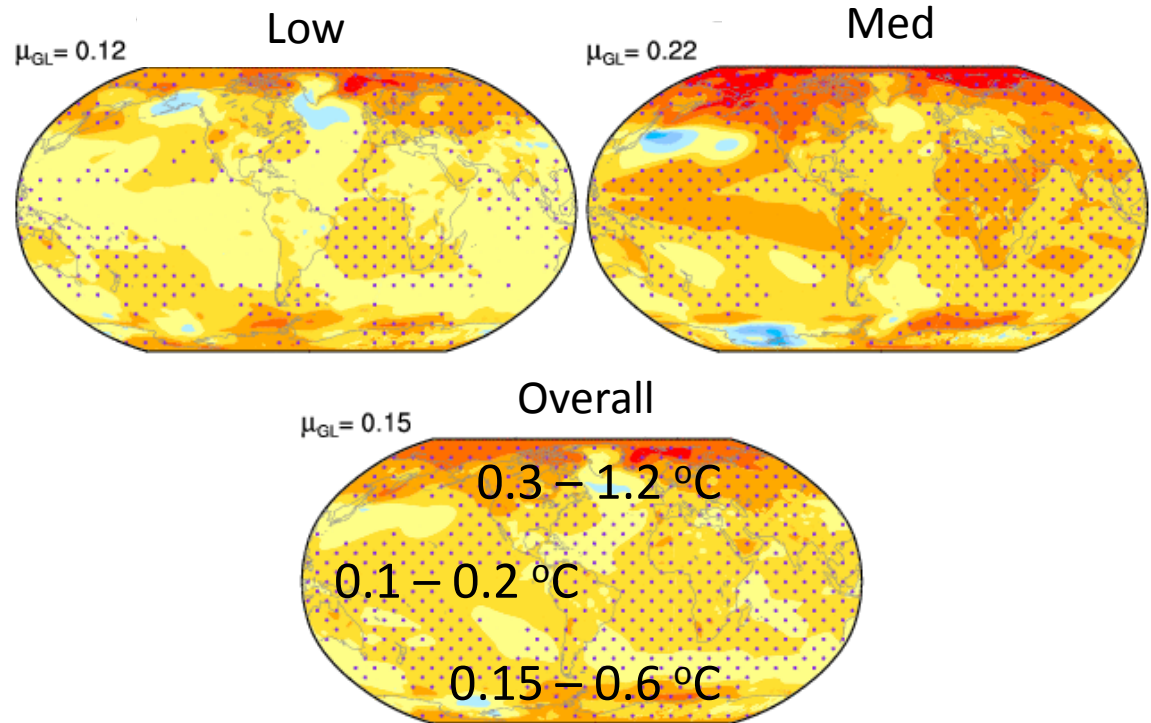 Low
μGL= 0.12
Med
μGL= 0.22
Overall
μGL= 0.15
0.3 – 1.2 ºC
0.1 – 0.2 ºC
0.15 – 0.6 ºC